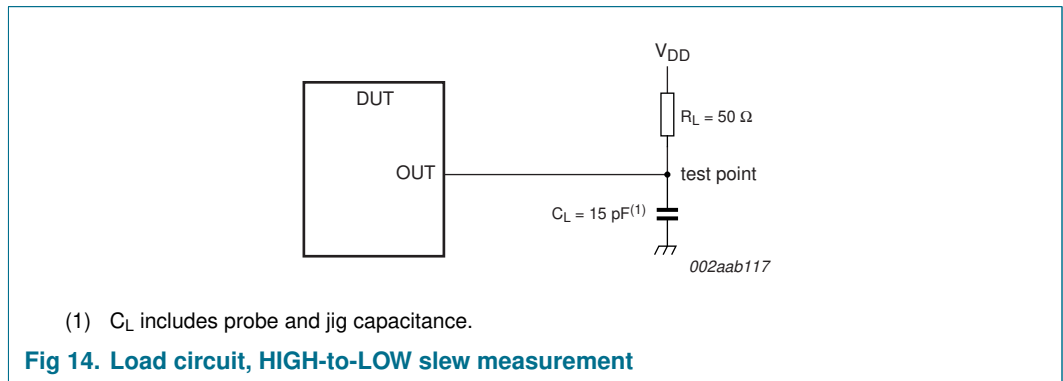 V_DD
DUT
R_L = 50 Ω
OUT
test point
C_L = 15 pF(1)
002aab117
(1) C_L includes probe and jig capacitance.
Fig 14. Load circuit, HIGH-to-LOW slew measurement